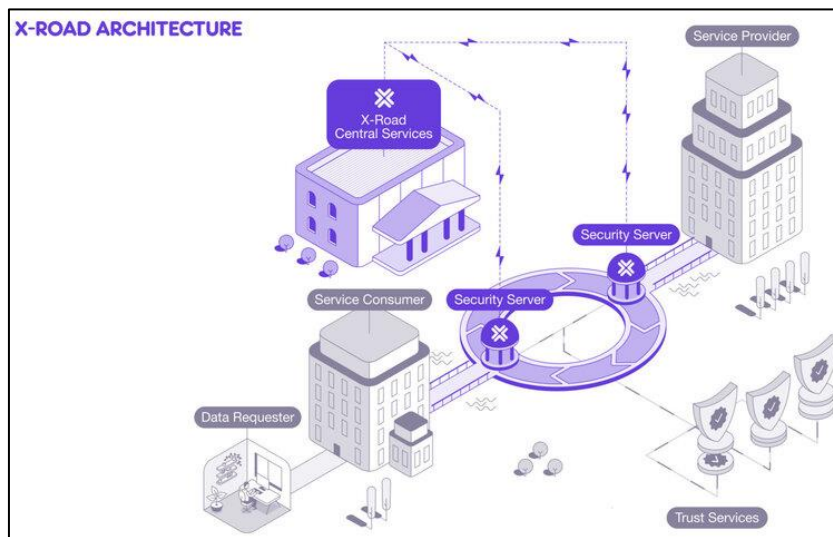 X-ROAD ARCHITECTURE
Service Provider
X-Road
Central Services
Security Server
Service Consumer
Security Server
Data Requester
Trust Services